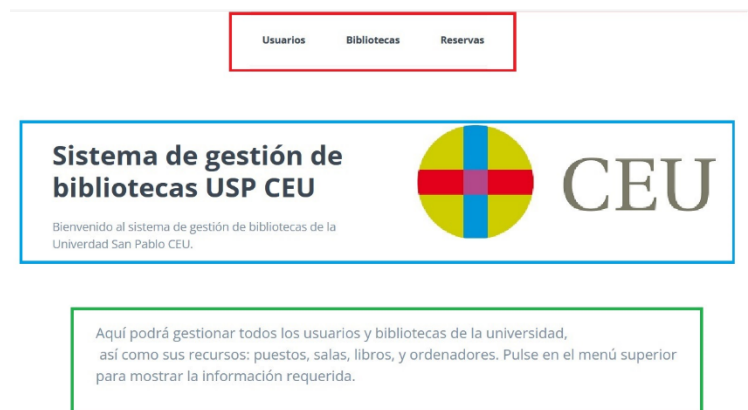 Usuarios Bibliotecas Reservas
Sistema de gestión de
bibliotecas USP CEU
CEU
Bienvenido al sistema de gestión de bibliotecas de la
Univerdad San Pablo CEU.
Aquí podrá gestionar todos los usuarios y bibliotecas de la universidad,
así como sus recursos: puestos, salas, libros, y ordenadores. Pulse en el menú superior
para mostrar la información requerida.